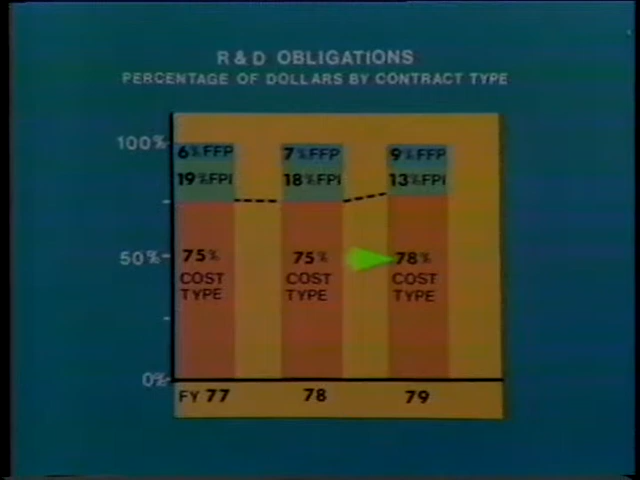 R & D OBLIGATIONS
PERCENTAGE OF DOLLARS BY CONTRACT TYPE
100%
6% FFP 7% FFP 9% FFP
19% FPI 18% FPI 13% FPI
50%
75% 75% 78%
COST COST COST
TYPE TYPE TYPE
0%
FY 77 78 79